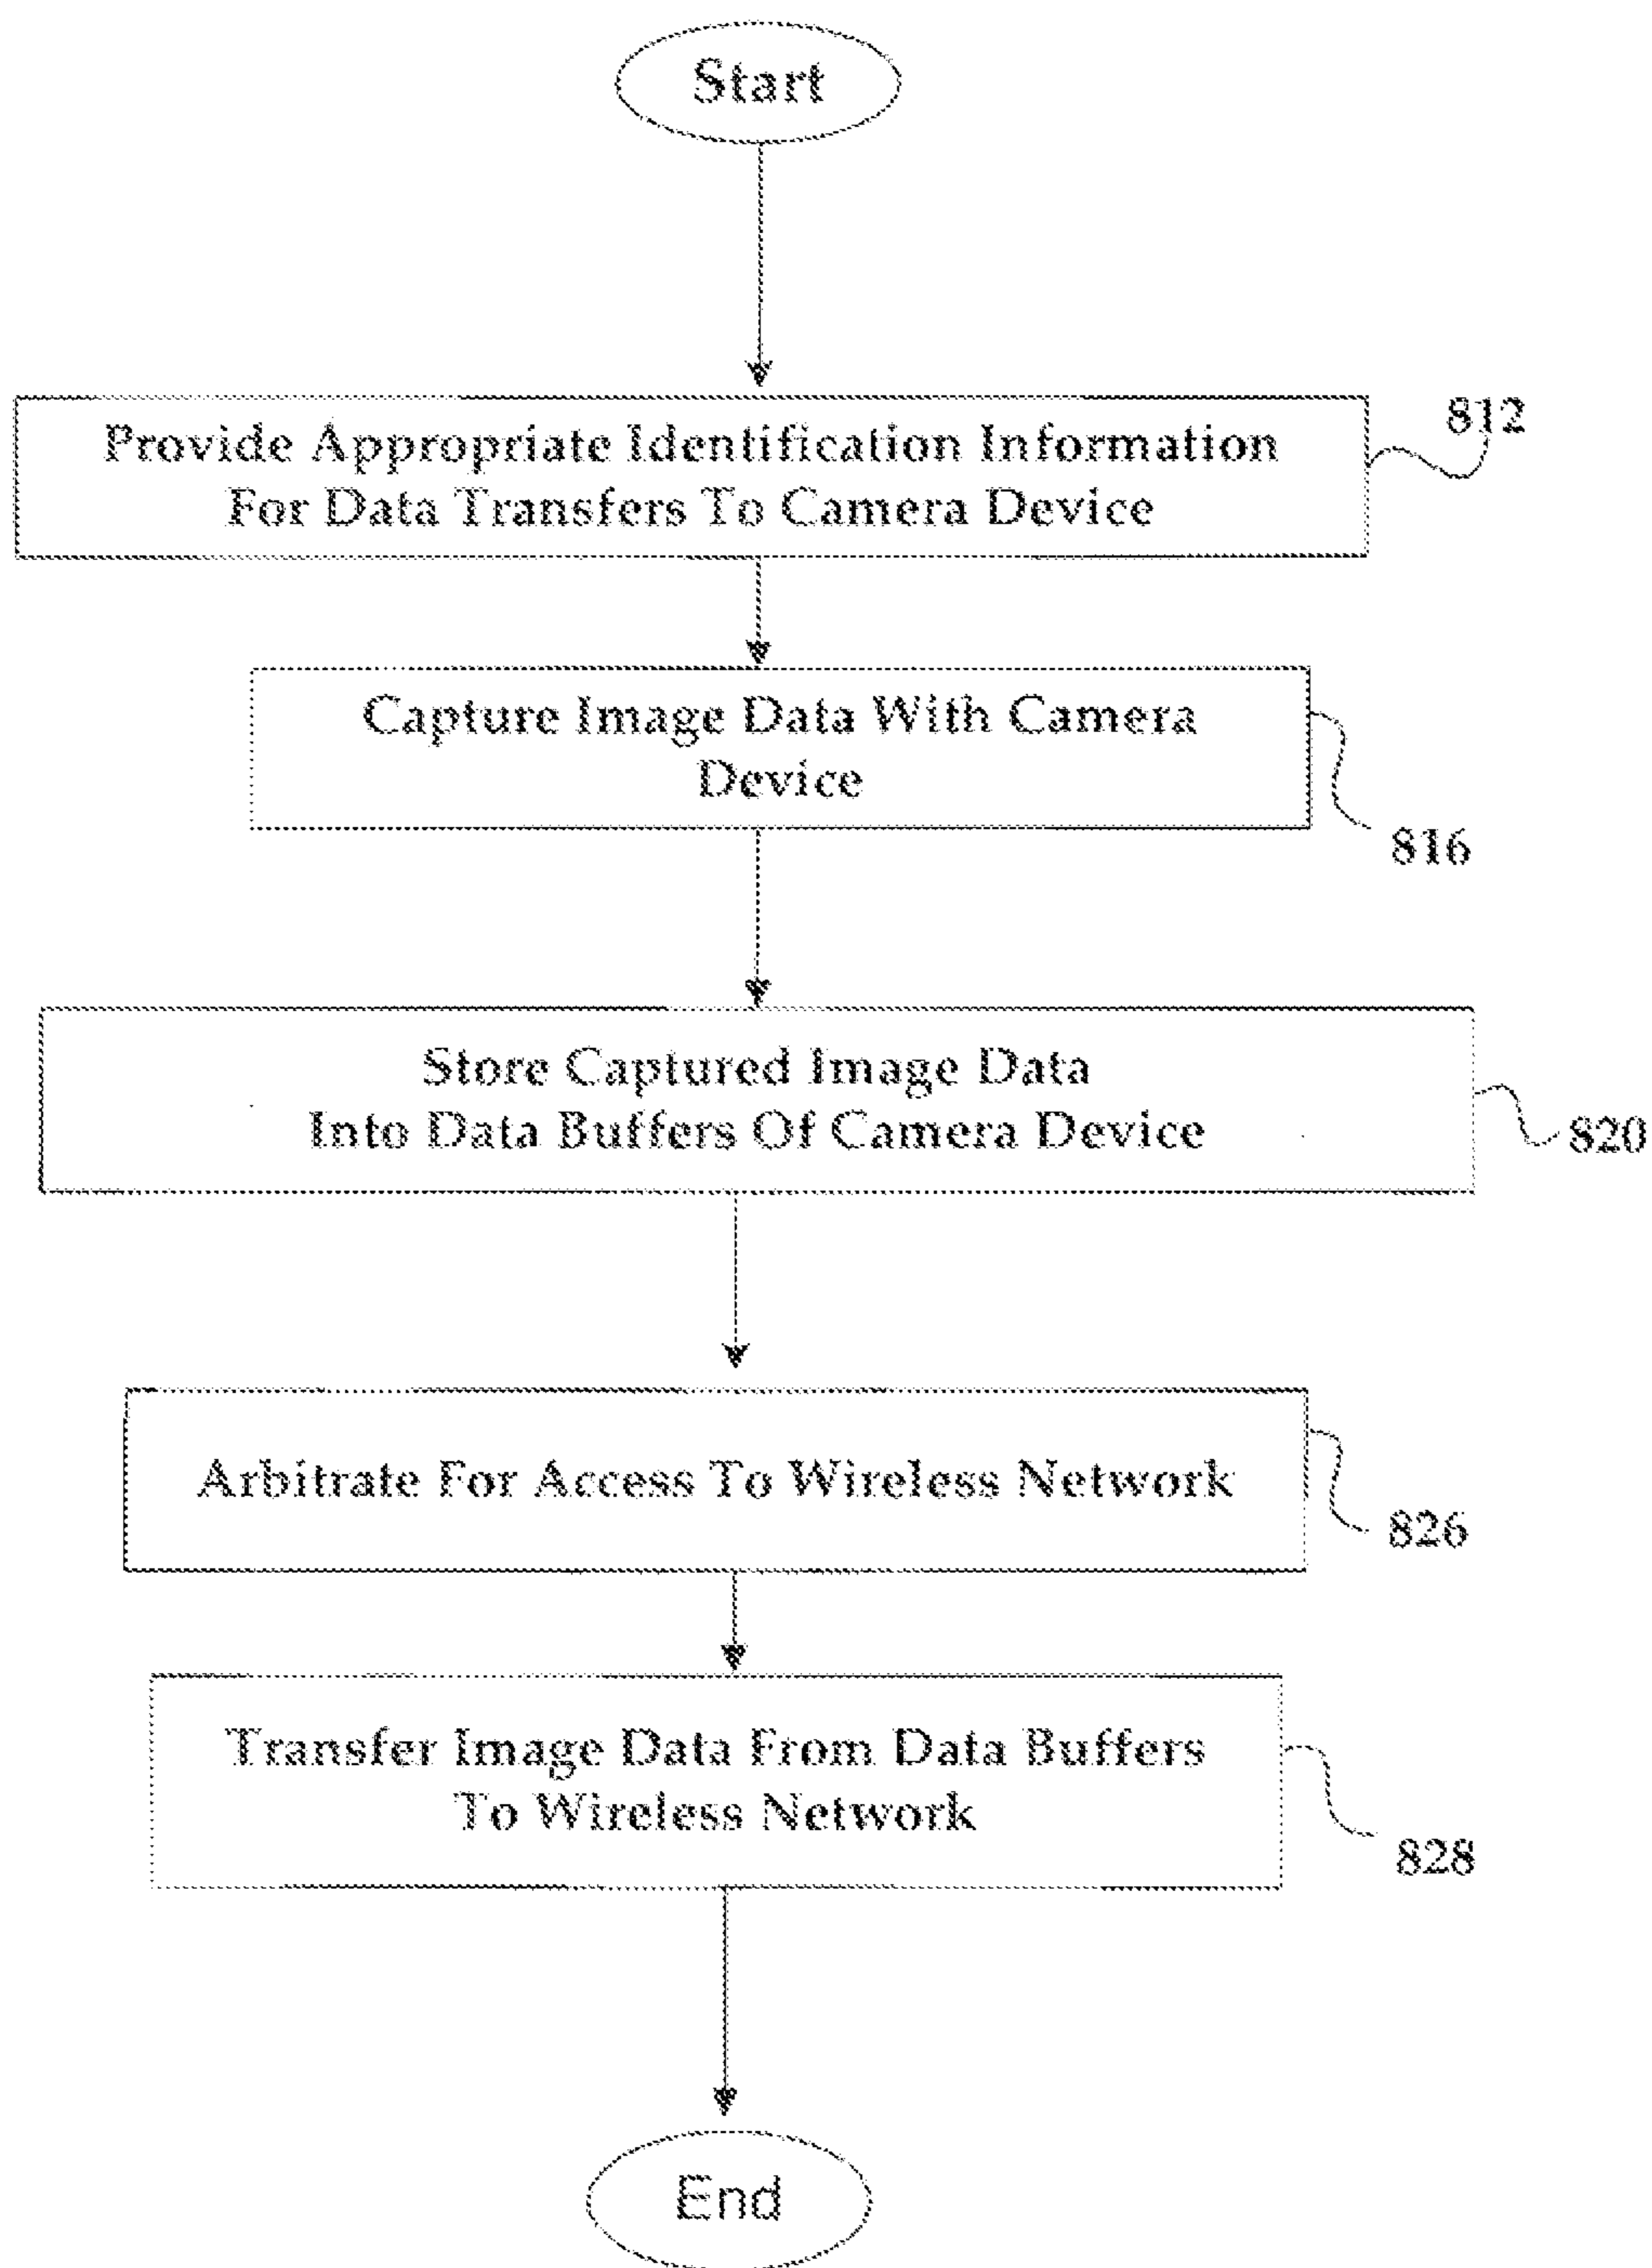 Start
Provide Appropriate Identification Information
For Data Transfers To Camera Device
812
Capture Image Data With Camera
Device
816
Store Captured Image Data
Into Data Buffers Of Camera Device
820
Arbitrate For Access To Wireless Network
826
Transfer Image Data From Data Buffers
To Wireless Network
828
End